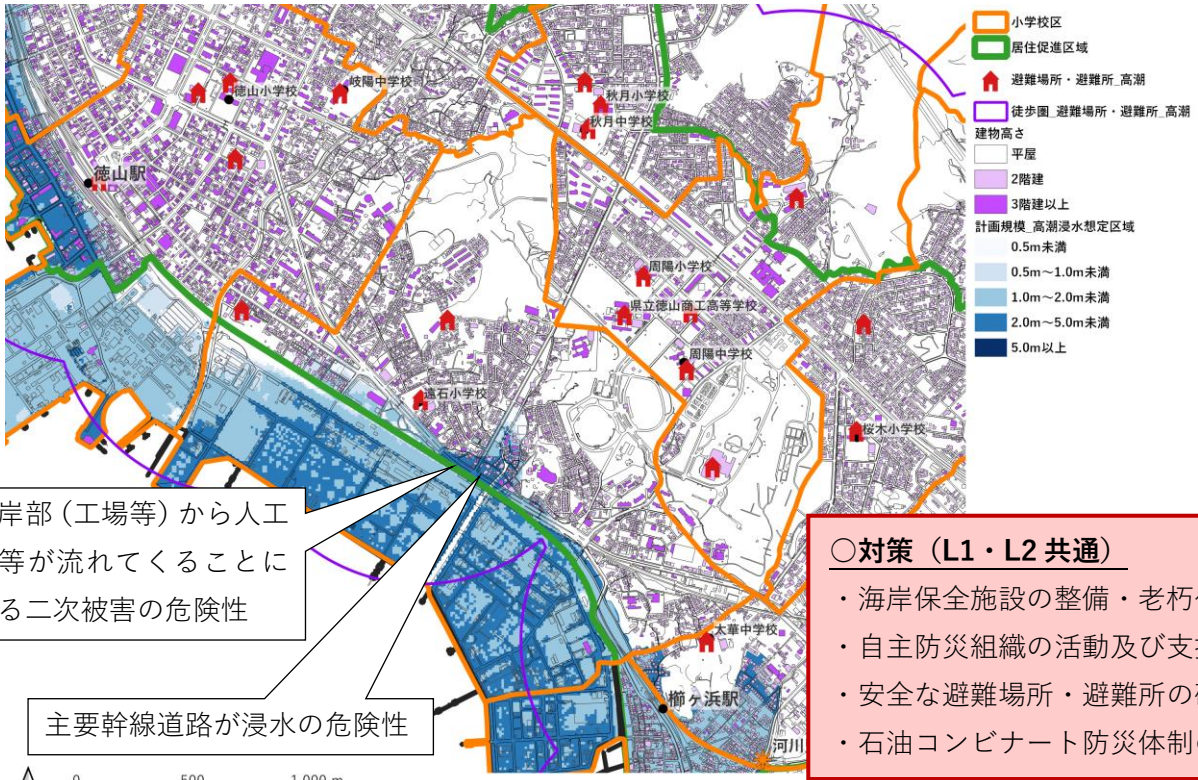 小学校区
居住促進区域
避難場所・避難所_高潮
徒歩圏_避難場所・避難所_高潮
建物高さ
平屋
2階建
3階建以上
計画規模_高潮浸水想定区域
0.5m未満
0.5m～1.0m未満
1.0m～2.0m未満
2.0m～5.0m未満
5.0m以上
岐陽中学校
徳山小学校
秋月小学校
秋月中学校
徳山駅
周陽小学校
県立徳山商工高等学校
周陽中学校
遠石小学校
桜木小学校
太華中学校
櫛ヶ浜駅
河川
岸部（工場等）から人工
等が流れてくることに
る二次被害の危険性
主要幹線道路が浸水の危険性
○対策（L1・L2 共通）
・海岸保全施設の整備・老朽
・自主防災組織の活動及び支
・安全な避難場所・避難所の
・石油コンビナート防災体制
0 500 1,000 m